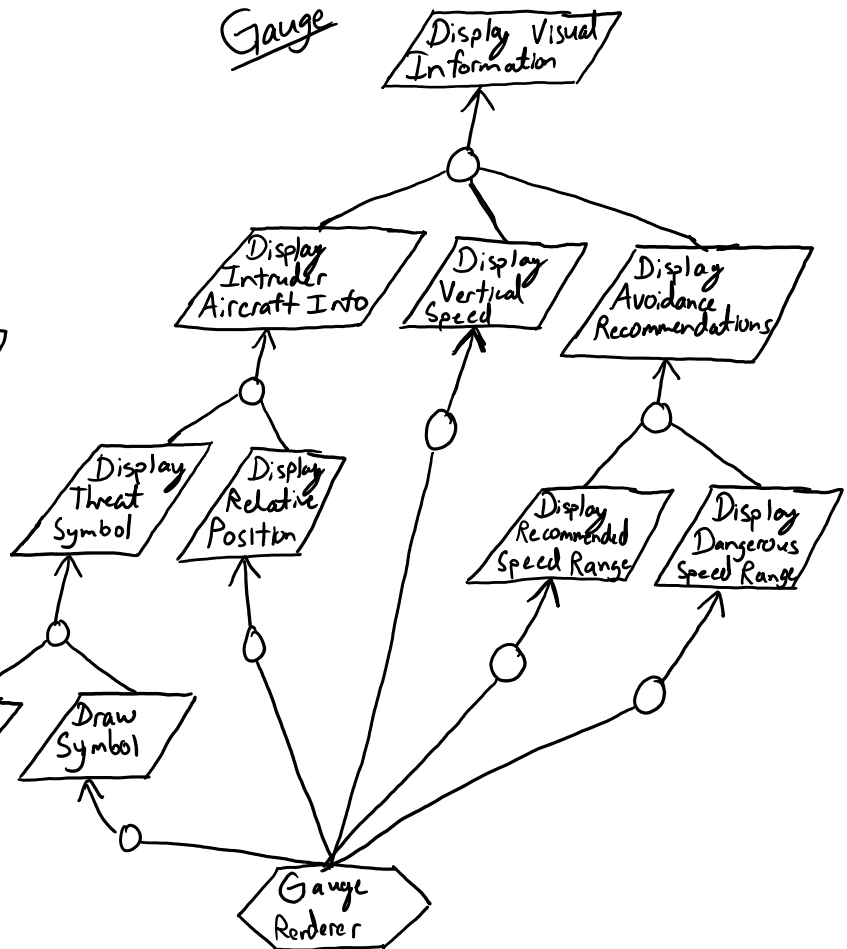 Gauge
Display Visual
Information
Display
Intruder
Aircraft Info
Display
Vertical
Speed
Display
Avoidance
Recommendations
Display
Threat
Symbol
Display
Relative
Position
Display
Recommended
Speed Range
Display
Dangerous
Speed Range
Draw
Symbol
Gauge
Renderer